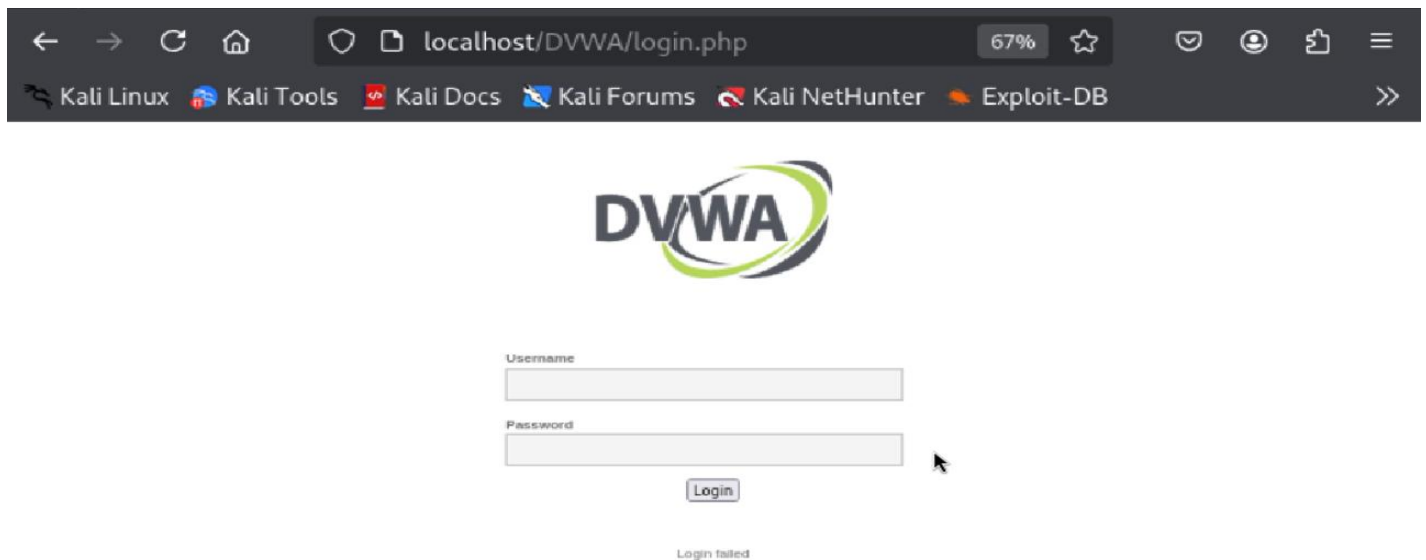 localhost/DVWA/login.php 67%
Kali Linux Kali Tools Kali Docs Kali Forums Kali NetHunter Exploit-DB
DVWA
Username
Password
Login
Login failed